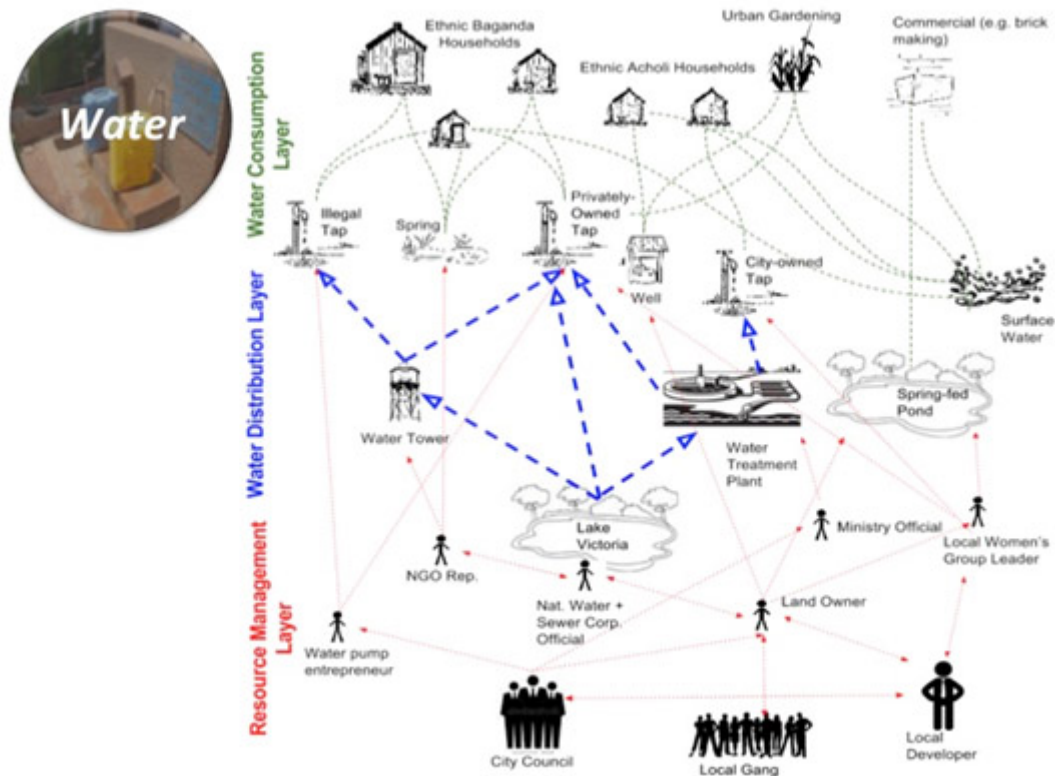 Water
Water Consumption
Layer
Water Distribution Layer
Resource Management
Layer
Ethnic Baganda
Households
Urban Gardening
Commercial (e.g. brick
making)
Ethnic Acholi Households
Illegal
Tap
Spring
Privately-
Owned
Tap
Well
City-owned
Tap
Surface
Water
Spring-fed
Pond
Water Tower
Water
Treatment
Plant
Lake
Victoria
Ministry Official
Local Women's
Group Leader
NGO Rep.
Nat. Water +
Sewer Corp.
Official
Land Owner
Water pump
entrepreneur
City Council
Local Gang
Local
Developer